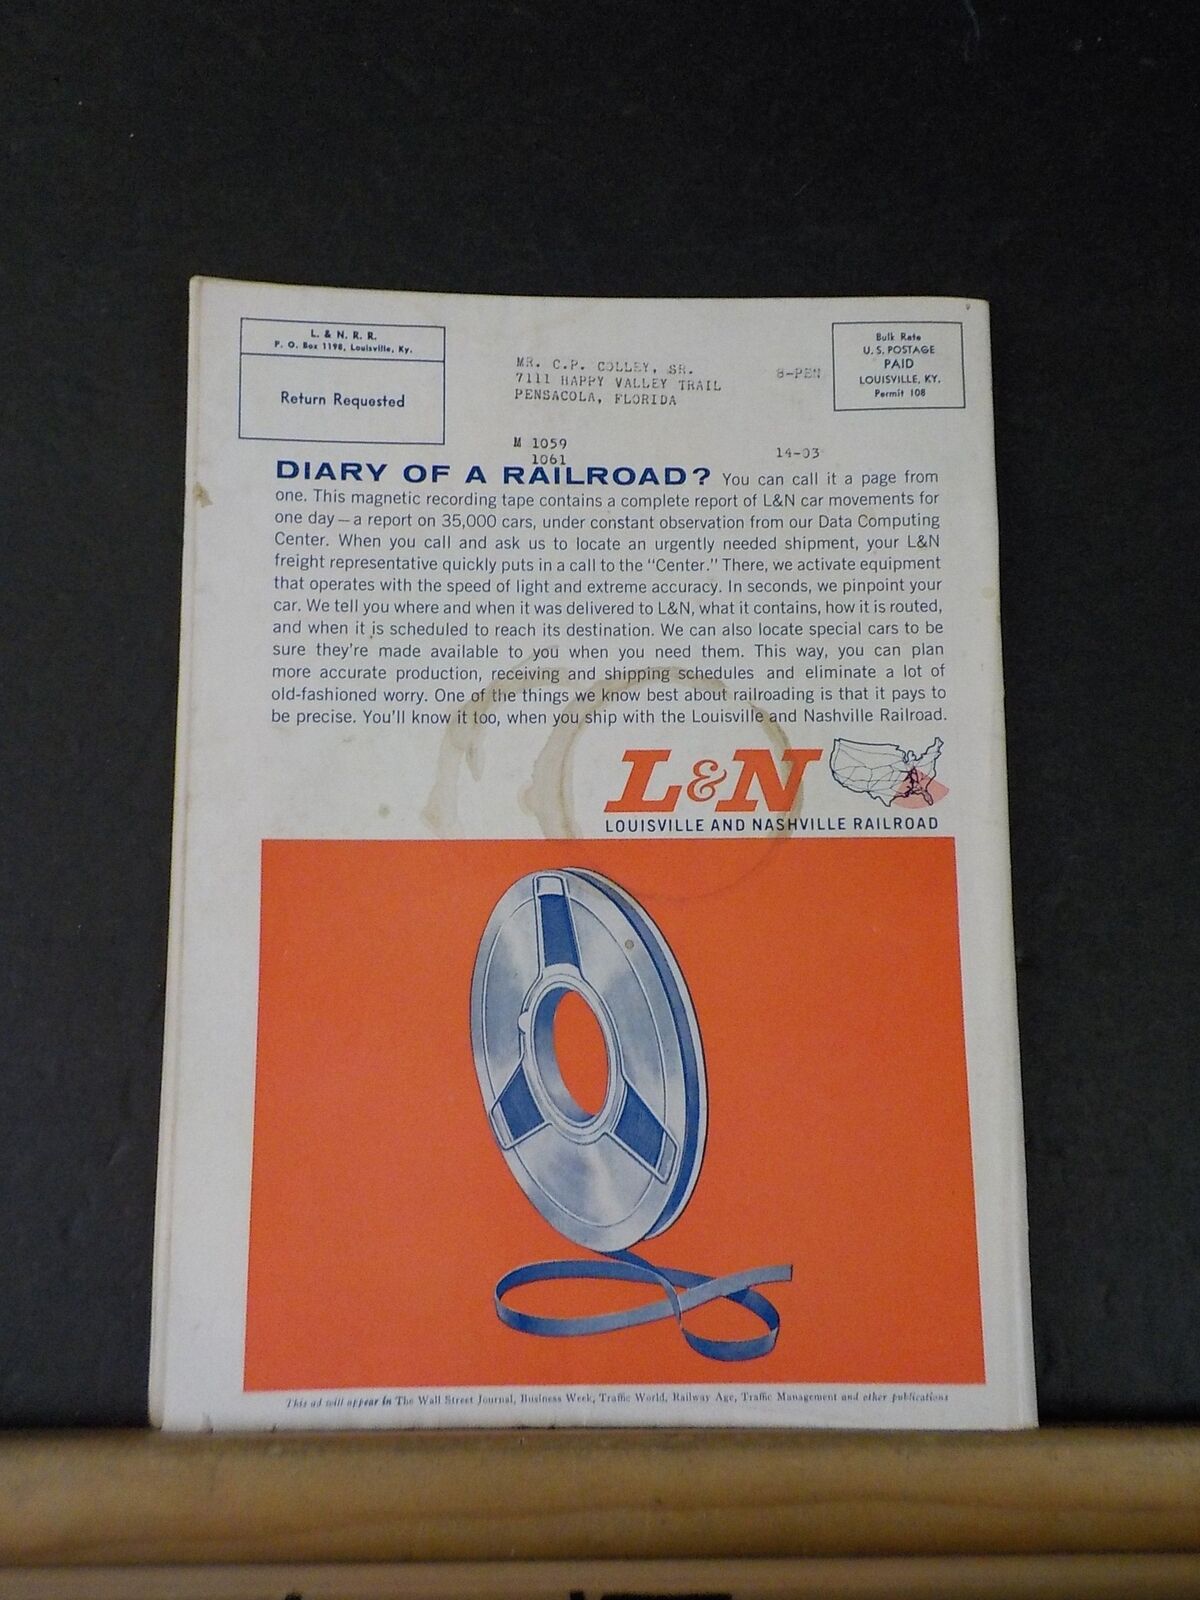 L. & N. R. R.
P. O. Box 1198, Louisville, Ky.
Return Requested
MR. C.P. COLLEY, SR.
7111 HAPPY VALLEY TRAIL
PENSACOLA, FLORIDA
8-PEN
Bulk Rate
U. S. POSTAGE
PAID
LOUISVILLE, KY.
Permit 108
M 1059
1061
14-03
DIARY OF A RAILROAD? You can call it a page from
one. This magnetic recording tape contains a complete report of L&N car movements for
one day—a report on 35,000 cars, under constant observation from our Data Computing
Center. When you call and ask us to locate an urgently needed shipment, your L&N
freight representative quickly puts in a call to the "Center." There, we activate equipment
that operates with the speed of light and extreme accuracy. In seconds, we pinpoint your
car. We tell you where and when it was delivered to L&N, what it contains, how it is routed,
and when it is scheduled to reach its destination. We can also locate special cars to be
sure they're made available to you when you need them. This way, you can plan
more accurate production, receiving and shipping schedules and eliminate a lot of
old-fashioned worry. One of the things we know best about railroading is that it pays to
be precise. You'll know it too, when you ship with the Louisville and Nashville Railroad.
L&N
LOUISVILLE AND NASHVILLE RAILROAD
This ad will appear in The Wall Street Journal, Business Week, Traffic World, Railway Age, Traffic Management and other publications